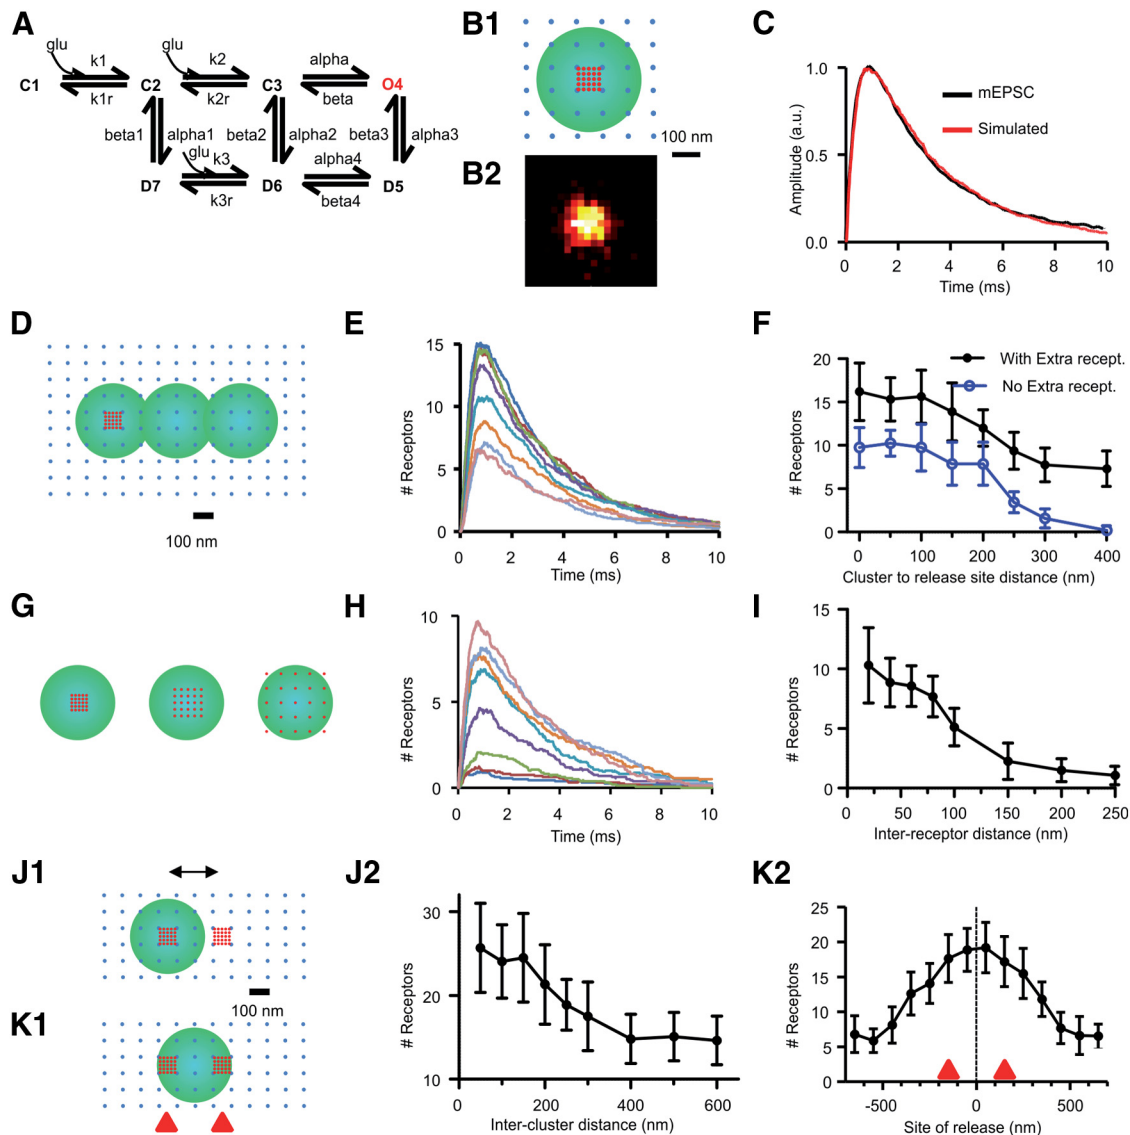 A
glu
k1
C1
k1r
C2
glu
k2
k2r
C3
alpha
beta
O4
beta1
alpha1
beta2
alpha2
beta3
alpha3
glu
k3
D7
k3r
D6
alpha4
beta4
D5
B1
100 nm
B2
C
Amplitude (a.u.)
1.0
0.5
0.0
mEPSC
Simulated
0 2 4 6 8 10
Time (ms)
D
100 nm
E
# Receptors
15
10
5
0
0 2 4 6 8 10
Time (ms)
F
# Receptors
20
15
10
5
0
With Extra recept.
No Extra recept.
0 100 200 300 400
Cluster to release site distance (nm)
G
H
# Receptors
10
5
0
0 2 4 6 8 10
Time (ms)
I
# Receptors
15
10
5
0
0 50 100 150 200 250
Inter-receptor distance (nm)
J1
100 nm
K1
J2
# Receptors
30
20
10
0 200 400 600
Inter-cluster distance (nm)
K2
# Receptors
25
20
15
10
5
0
-500 0 500
Site of release (nm)